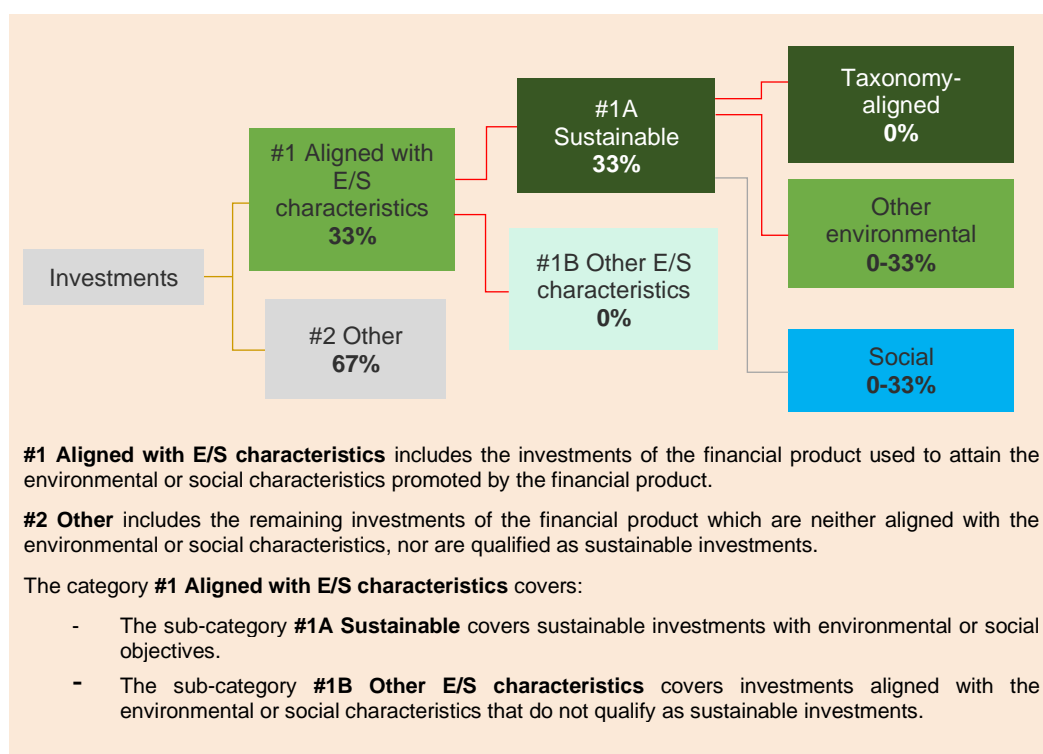 Investments
#1 Aligned with
E/S
characteristics
33%
#2 Other
67%
#1A
Sustainable
33%
#1B Other E/S
characteristics
0%
Taxonomy-
aligned
0%
Other
environmental
0-33%
Social
0-33%
#1 Aligned with E/S characteristics includes the investments of the financial product used to attain the
environmental or social characteristics promoted by the financial product.
#2 Other includes the remaining investments of the financial product which are neither aligned with the
environmental or social characteristics, nor are qualified as sustainable investments.
The category #1 Aligned with E/S characteristics covers:
- The sub-category #1A Sustainable covers sustainable investments with environmental or social
objectives.
- The sub-category #1B Other E/S characteristics covers investments aligned with the
environmental or social characteristics that do not qualify as sustainable investments.